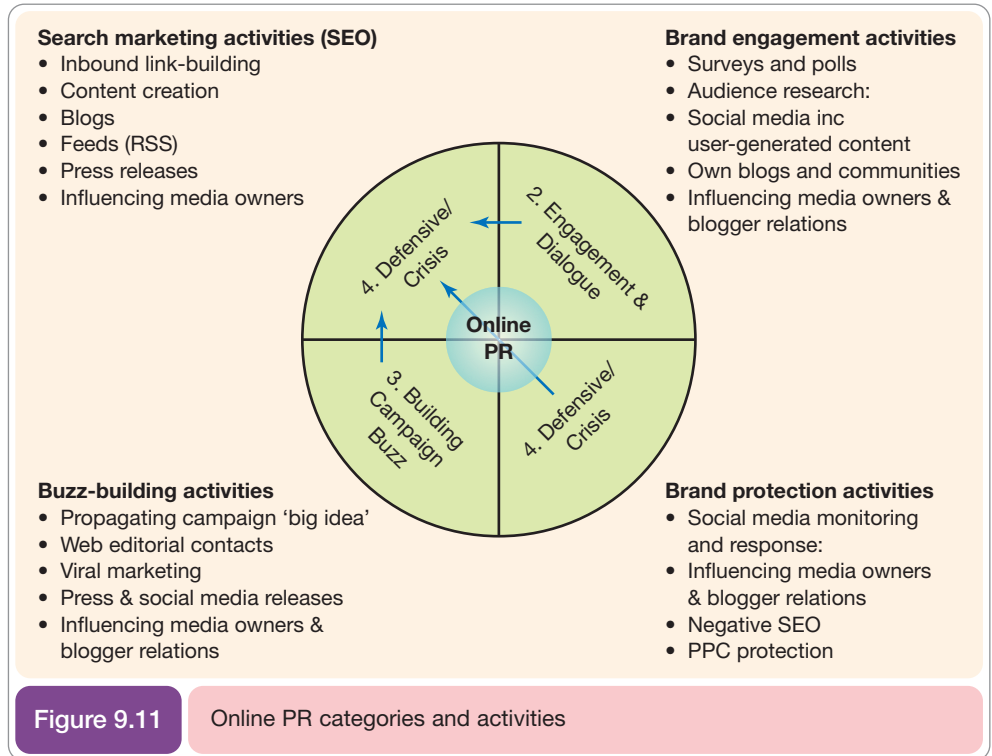 Search marketing activities (SEO)
• Inbound link-building
• Content creation
• Blogs
• Feeds (RSS)
• Press releases
• Influencing media owners
Brand engagement activities
• Surveys and polls
• Audience research:
• Social media inc
user-generated content
• Own blogs and communities
• Influencing media owners &
blogger relations
4. Defensive/
Crisis
2. Engagement &
Dialogue
Online
PR
3. Building
Campaign
Buzz
4. Defensive/
Crisis
Buzz-building activities
• Propagating campaign ‘big idea’
• Web editorial contacts
• Viral marketing
• Press & social media releases
• Influencing media owners &
blogger relations
Brand protection activities
• Social media monitoring
and response:
• Influencing media owners
& blogger relations
• Negative SEO
• PPC protection
Figure 9.11
Online PR categories and activities